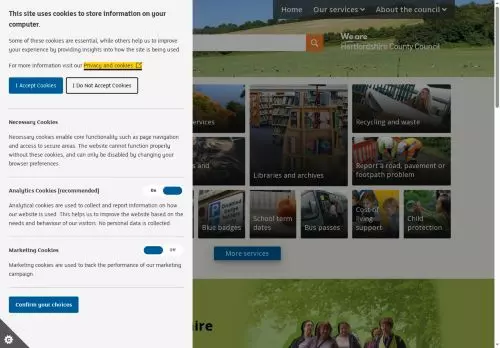 This site uses cookies to store information on your
computer.
Some of these cookies are essential, while others help us to
improve your experience by providing insights into how the site is being used.
For more information visit our Privacy and cookies
I Accept Cookies
I Do Not Accept Cookies
Necessary Cookies
Necessary cookies enable core functionality such as page navigation
and access to secure areas. The website cannot function properly
without these cookies, and can only be disabled by changing your
browser preferences.
Analytics Cookies (recommended)
On
Analytical cookies are used to collect and report information on how
our website is used. This helps us to improve the website based on the
needs and behaviour of our visitors. No personal data is collected.
Marketing Cookies
Off
Marketing cookies are used to track the performance of our marketing
campaign
Confirm your choices
Home
Our services
About the council
We are
Hertfordshire County Council
services
Recycling and waste
and
Libraries and archives
Report a road, pavement or
footpath problem
Blue badges
School term
dates
Bus passes
Cost of
living
support
Child
protection
More services
ire